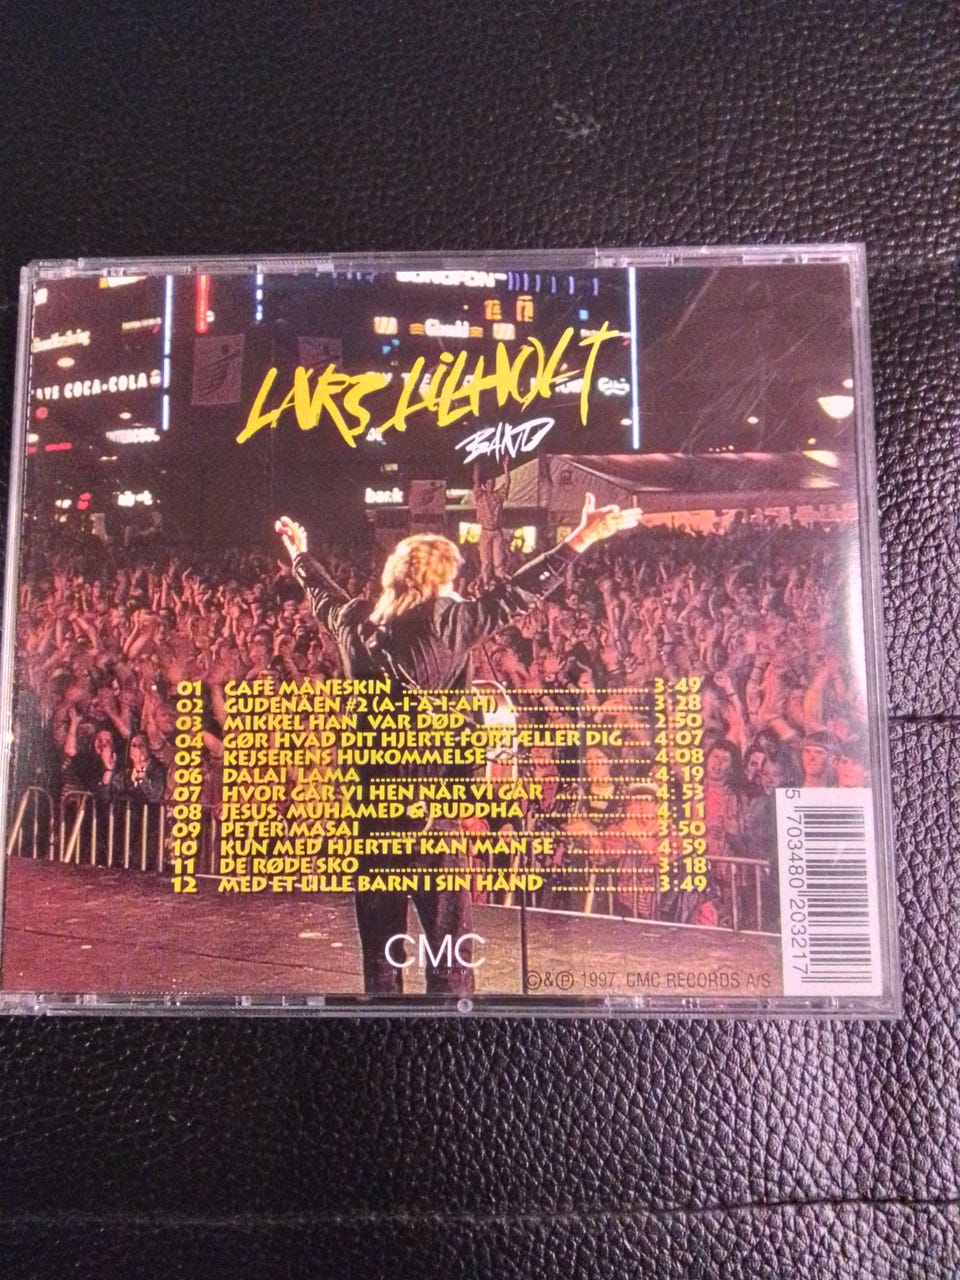 SONOFON
COCA-COLA
LARS LILHOLT
BAND
bank
01 CAFÉ MÅNESKIN 3:49
02 GUDENÅEN #2 (A-I-A-I-AH) 3:28
03 MIKKEL HAN VAR DØD 2:50
04 GØR HVAD DIT HJERTE FORTÆLLER DIG 4:07
05 KEJSERENS HUKOMMELSE 4:08
06 DALAI LAMA 4:19
07 HVOR GÅR VI HEN NÅR VI GÅR 4:53
08 JESUS, MUHAMED & BUDDHA 4:11
09 PETER MASAI 3:50
10 KUN MED HJERTET KAN MAN SE 4:59
11 DE RØDE SKO 3:18
12 MED ET LILLE BARN I SIN HÅND 3:49
CMC
RECORDS
©&℗ 1997. CMC RECORDS A/S
5 703480 203217